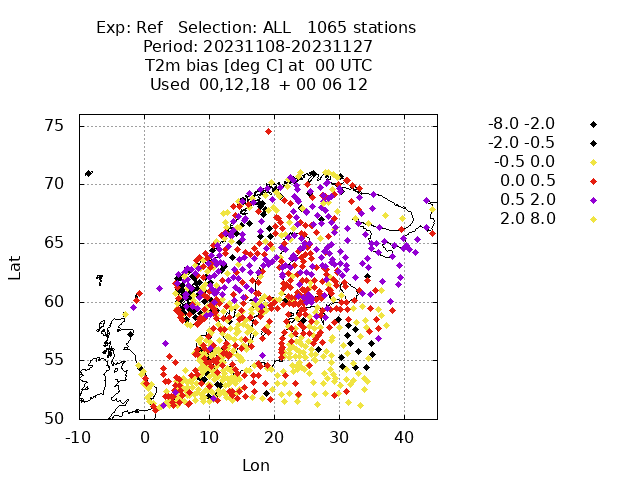 Exp: Ref   Selection: ALL   1065 stations
Period: 20231108-20231127
T2m bias [deg C] at  00 UTC
Used  00,12,18  + 00 06 12
-8.0 -2.0
-2.0 -0.5
-0.5 0.0
0.0 0.5
0.5 2.0
2.0 8.0
75
70
65
60
55
50
Lat
-10 0 10 20 30 40
Lon